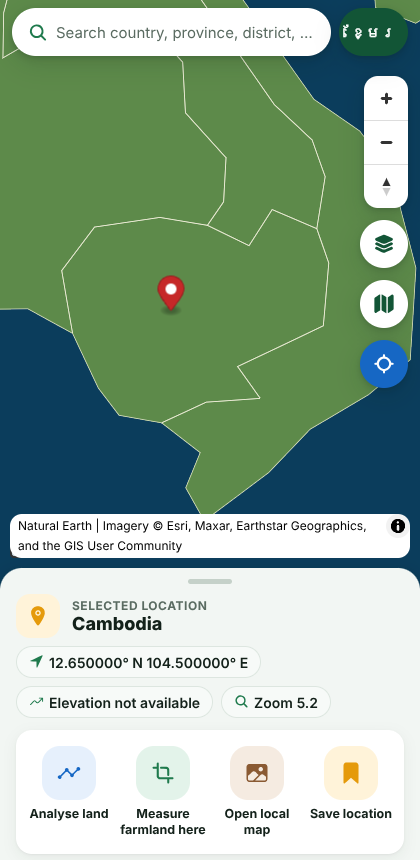 Search country, province, district, ...
ខ្មែរ
Natural Earth | Imagery © Esri, Maxar, Earthstar Geographics,
and the GIS User Community
SELECTED LOCATION
Cambodia
12.650000° N 104.500000° E
Elevation not available
Zoom 5.2
Analyse land
Measure
farmland here
Open local
map
Save location